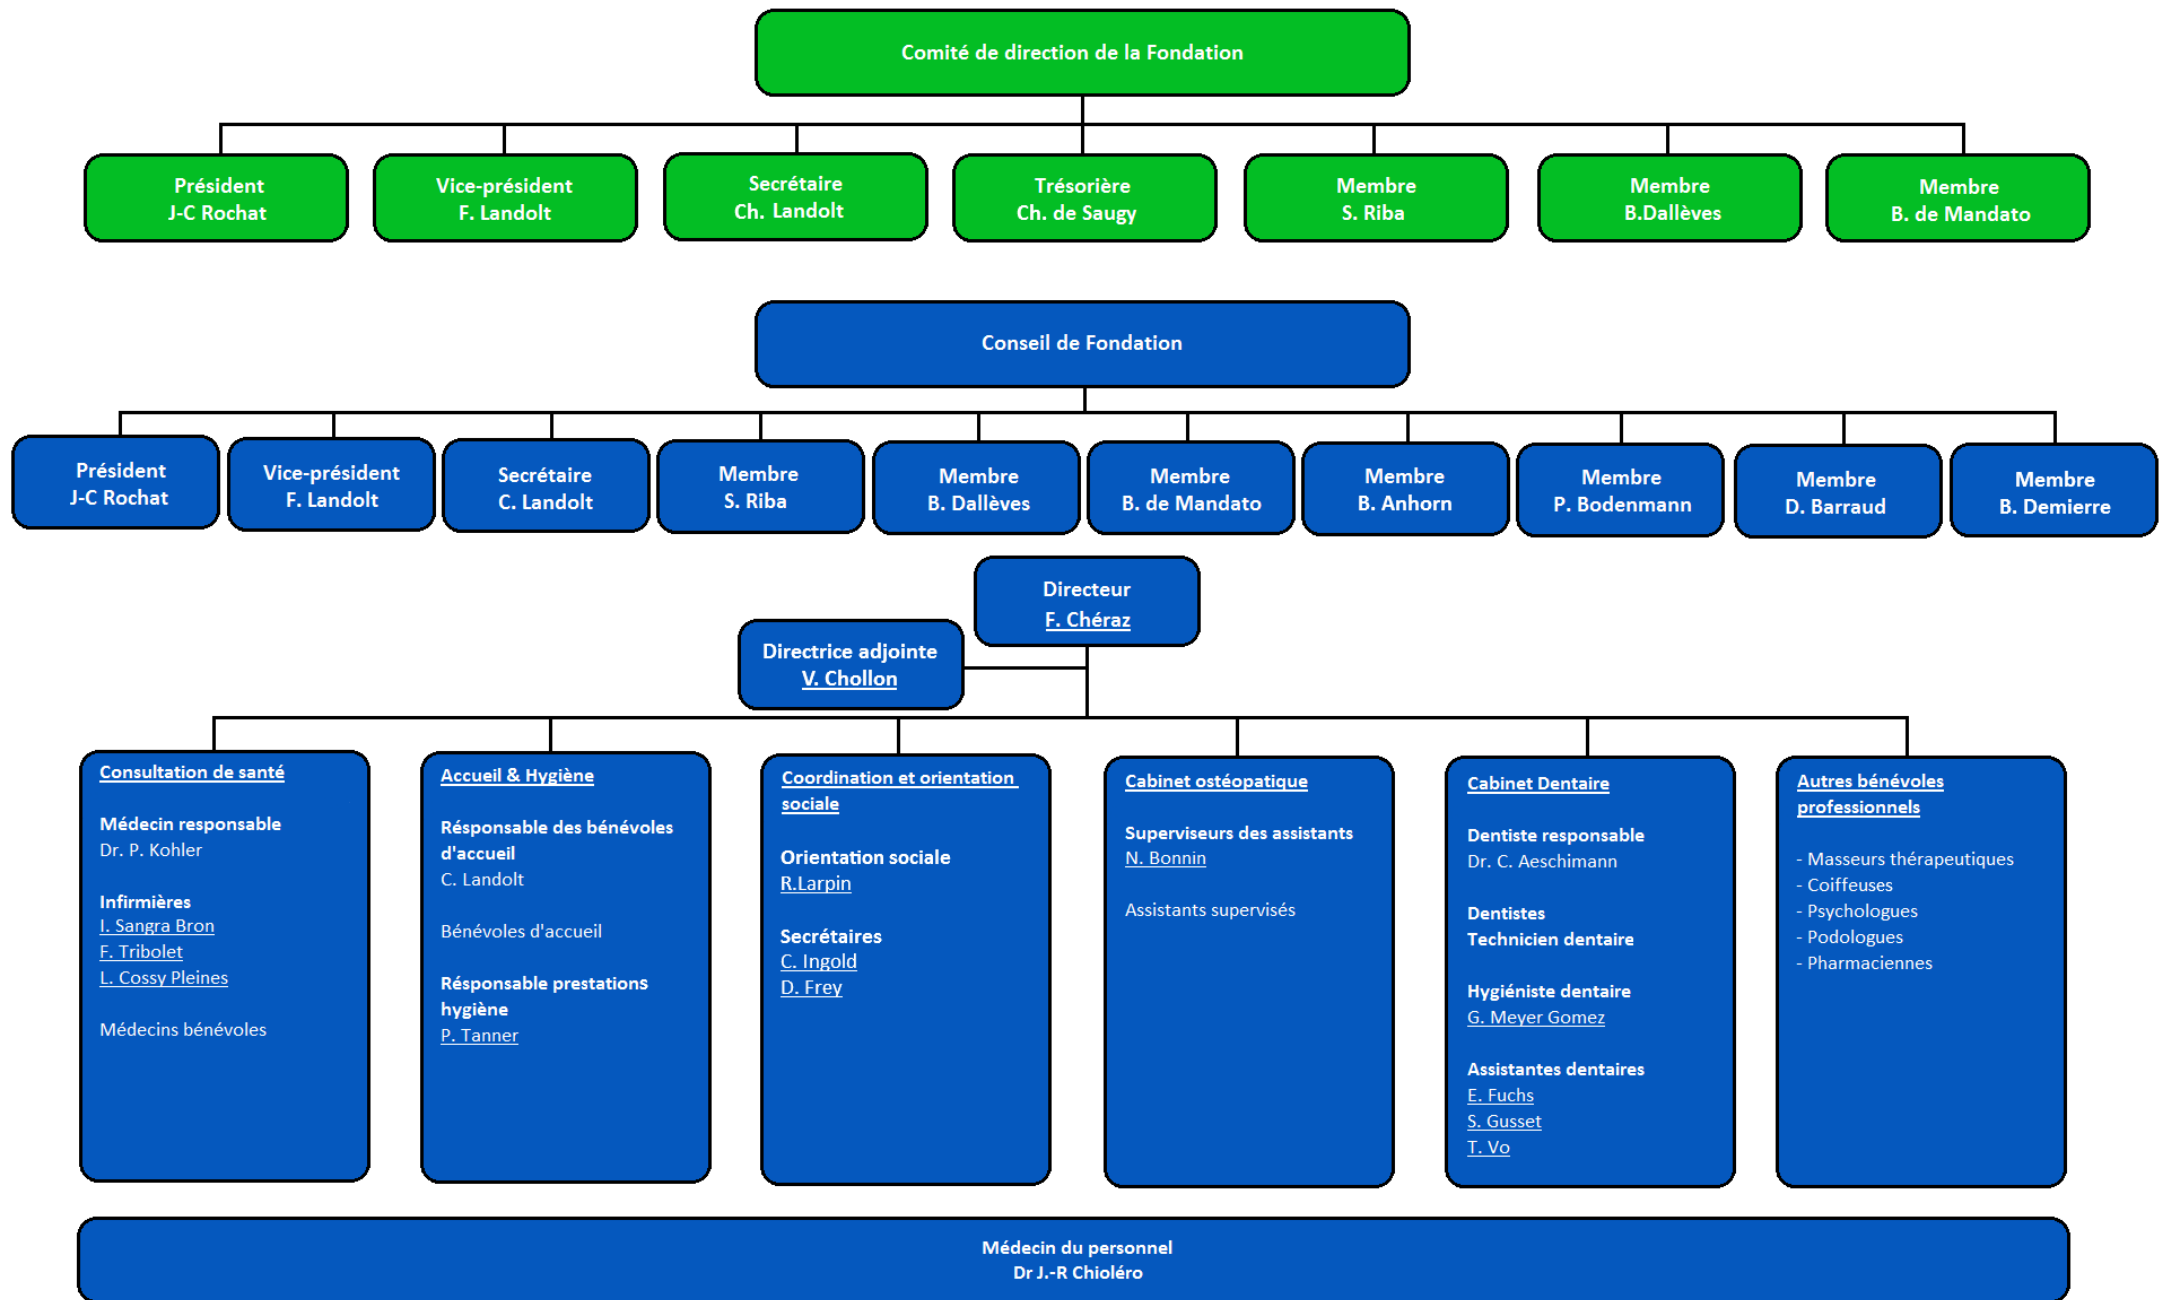 Comité de direction de la Fondation
Président
J-C Rochat
Vice-président
F. Landolt
Secrétaire
Ch. Landolt
Trésorière
Ch. de Saugy
Membre
S. Riba
Membre
B.Dallèves
Membre
B. de Mandato
Conseil de Fondation
Président
J-C Rochat
Vice-président
F. Landolt
Secrétaire
C. Landolt
Membre
S. Riba
Membre
B. Dallèves
Membre
B. de Mandato
Membre
B. Anhorn
Membre
P. Bodenmann
Membre
D. Barraud
Membre
B. Demierre
Directeur
F. Chéraz
Directrice adjointe
V. Chollon
Consultation de santé
Médecin responsable
Dr. P. Kohler
Infirmières
I. Sangra Bron
F. Tribolet
L. Cossy Pleines
Médecins bénévoles
Accueil & Hygiène
Résponsable des bénévoles
d'accueil
C. Landolt
Bénévoles d'accueil
Résponsable prestations
hygiène
P. Tanner
Coordination et orientation
sociale
Orientation sociale
R.Larpin
Secrétaires
C. Ingold
D. Frey
Cabinet ostéopatique
Superviseurs des assistants
N. Bonnin
Assistants supervisés
Cabinet Dentaire
Dentiste responsable
Dr. C. Aeschimann
Dentistes
Technicien dentaire
Hygiéniste dentaire
G. Meyer Gomez
Assistantes dentaires
E. Fuchs
S. Gusset
T. Vo
Autres bénévoles
professionnels
- Masseurs thérapeutiques
- Coiffeuses
- Psychologues
- Podologues
- Pharmaciennes
Médecin du personnel
Dr J.-R Chioléro